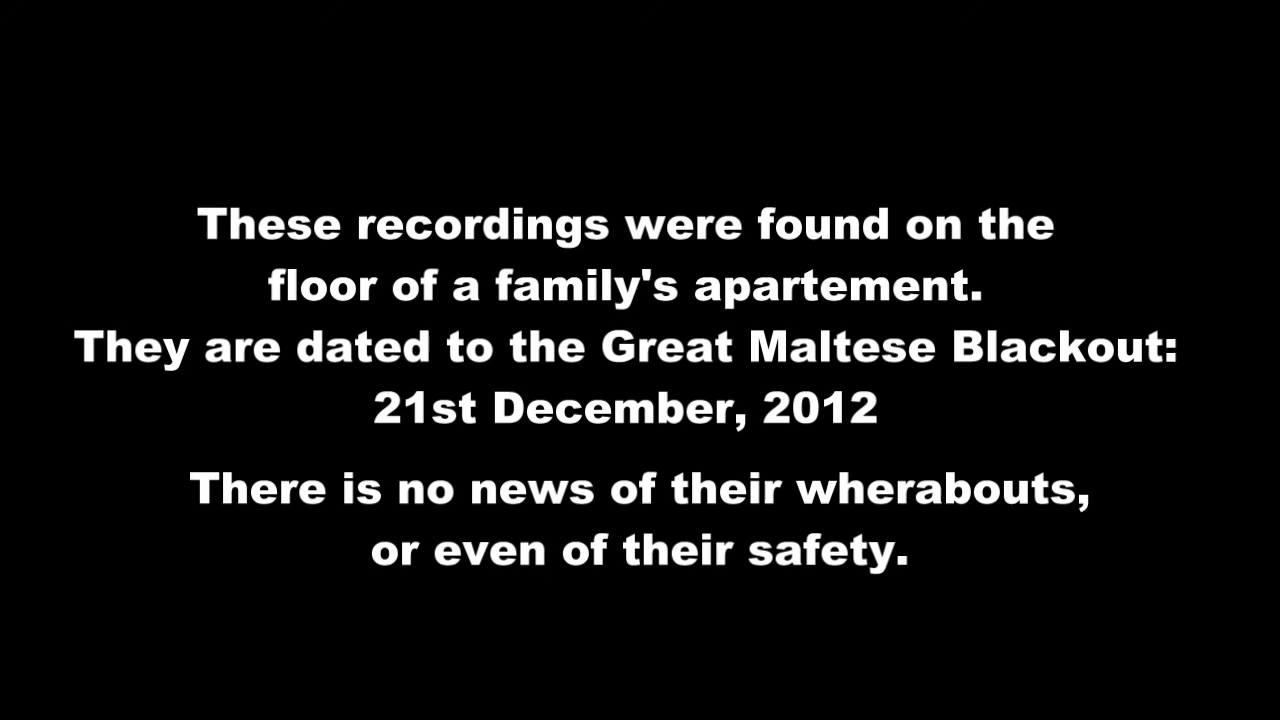 These recordings were found on the
floor of a family's apartement.
They are dated to the Great Maltese Blackout:
21st December, 2012
There is no news of their wherabouts,
or even of their safety.